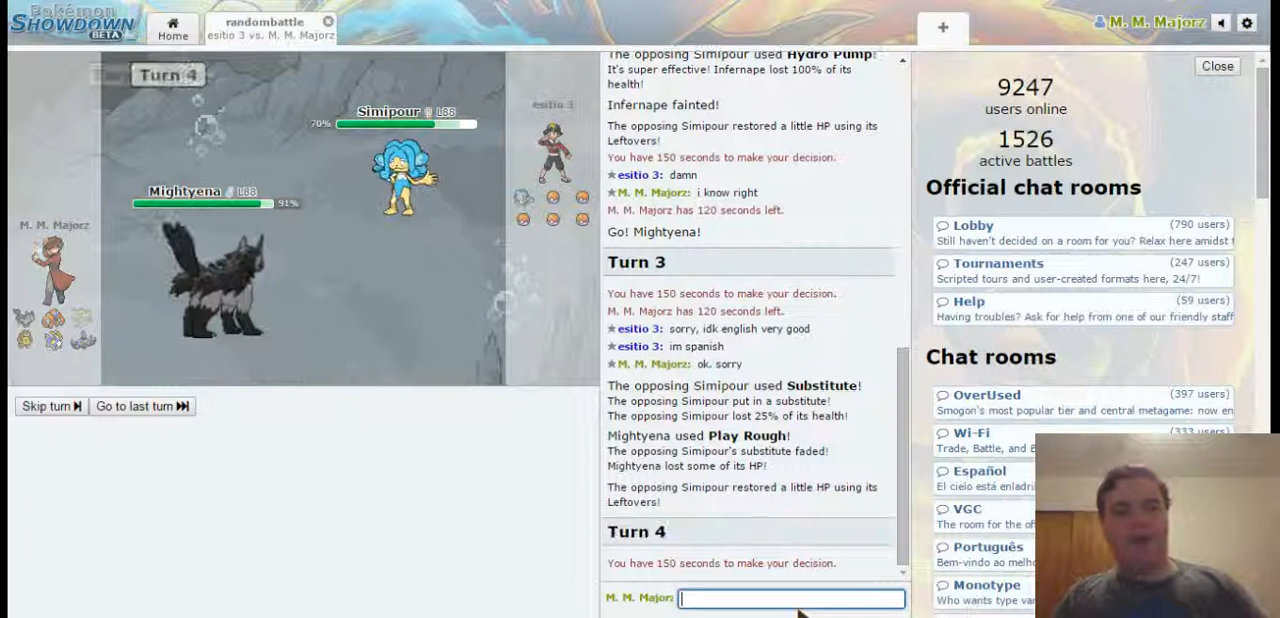 Pokémon
SHOWDOWN
BETA
Home
randombattle
esitio 3 vs. M. M. Majorz
+
M. M. Majorz
Turn 4
Simipour L88
70%
Mightyena L88
91%
esitio 3
M. M. Majorz
Skip turn
Go to last turn
The opposing Simipour used Hydro Pump!
It's super effective! Infernape lost 100% of its
health!
Infernape fainted!
The opposing Simipour restored a little HP using its
Leftovers!
You have 150 seconds to make your decision.
★esitio 3: damn
★M. M. Majorz: i know right
M. M. Majorz has 120 seconds left.
Go! Mightyena!
Turn 3
You have 150 seconds to make your decision.
M. M. Majorz has 120 seconds left.
★esitio 3: sorry, idk english very good
★esitio 3: im spanish
★M. M. Majorz: ok. sorry
The opposing Simipour used Substitute!
The opposing Simipour put in a substitute!
The opposing Simipour lost 25% of its health!
Mightyena used Play Rough!
The opposing Simipour's substitute faded!
Mightyena lost some of its HP!
The opposing Simipour restored a little HP using its
Leftovers!
Turn 4
You have 150 seconds to make your decision.
M. M. Majorz:
Close
9247
users online
1526
active battles
Official chat rooms
Lobby (790 users)
Still haven't decided on a room for you? Relax here amidst
Tournaments (247 users)
Scripted tours and user-created formats here, 24/7!
Help (59 users)
Having troubles? Ask for help from one of our friendly staff
Chat rooms
OverUsed (397 users)
Smogon's most popular tier and central metagame: now en
Wi-Fi (333 users)
Trade, Battle, and B
Español
El cielo está enladri
VGC
The room for the of
Português
Bem-vindo ao melho
Monotype
Who wants type var